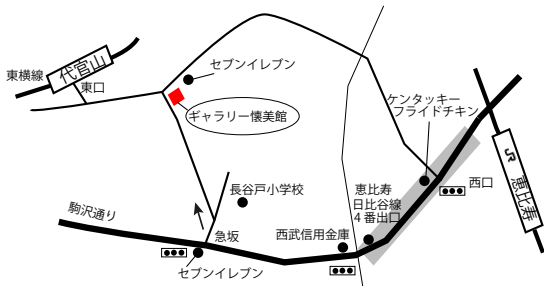 東横線
代官山
東口
セブンイレブン
ギャラリー懐美館
ケンタッキー
フライドチキン
JR
恵比寿
西口
長谷戸小学校
恵比寿
日比谷線
4番出口
駒沢通り
急坂
西武信用金庫
セブンイレブン